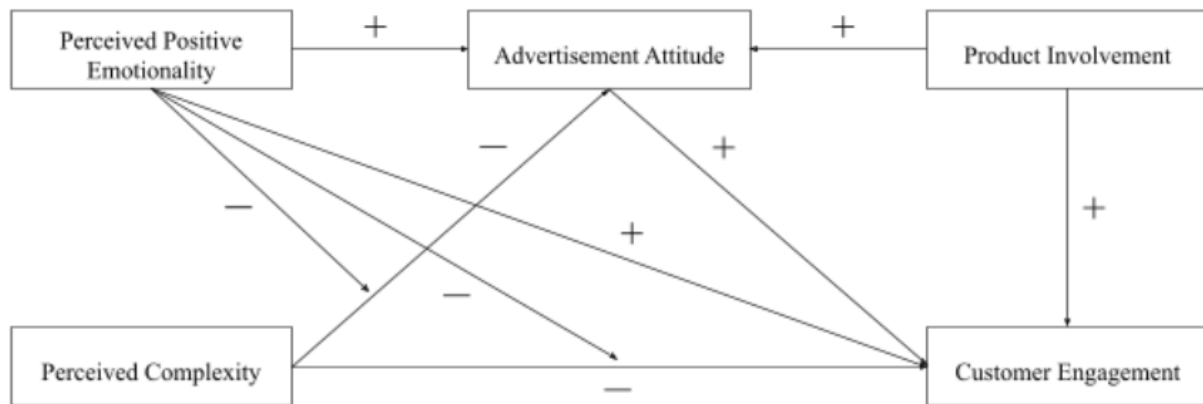 Perceived Positive
Emotionality
+
Advertisement Attitude
+
Product Involvement
—
+
—
+
+
—
Perceived Complexity
—
Customer Engagement